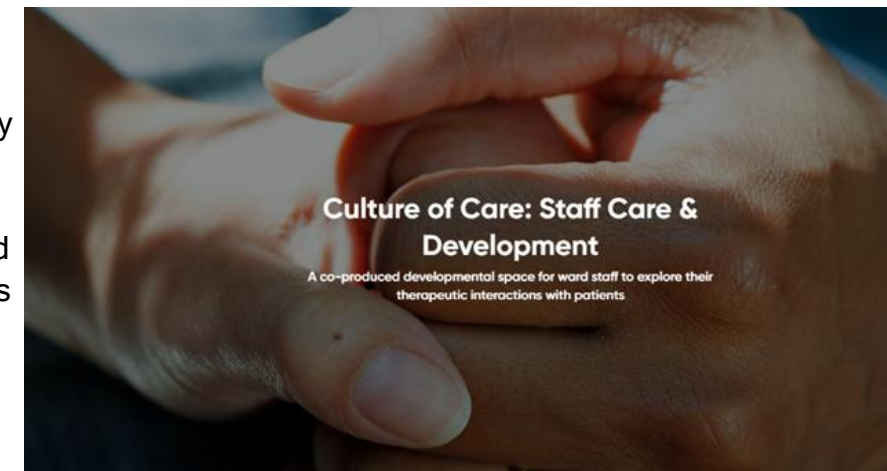 y
d
s
Culture of Care: Staff Care &
Development
A co-produced developmental space for ward staff to explore their
therapeutic interactions with patients